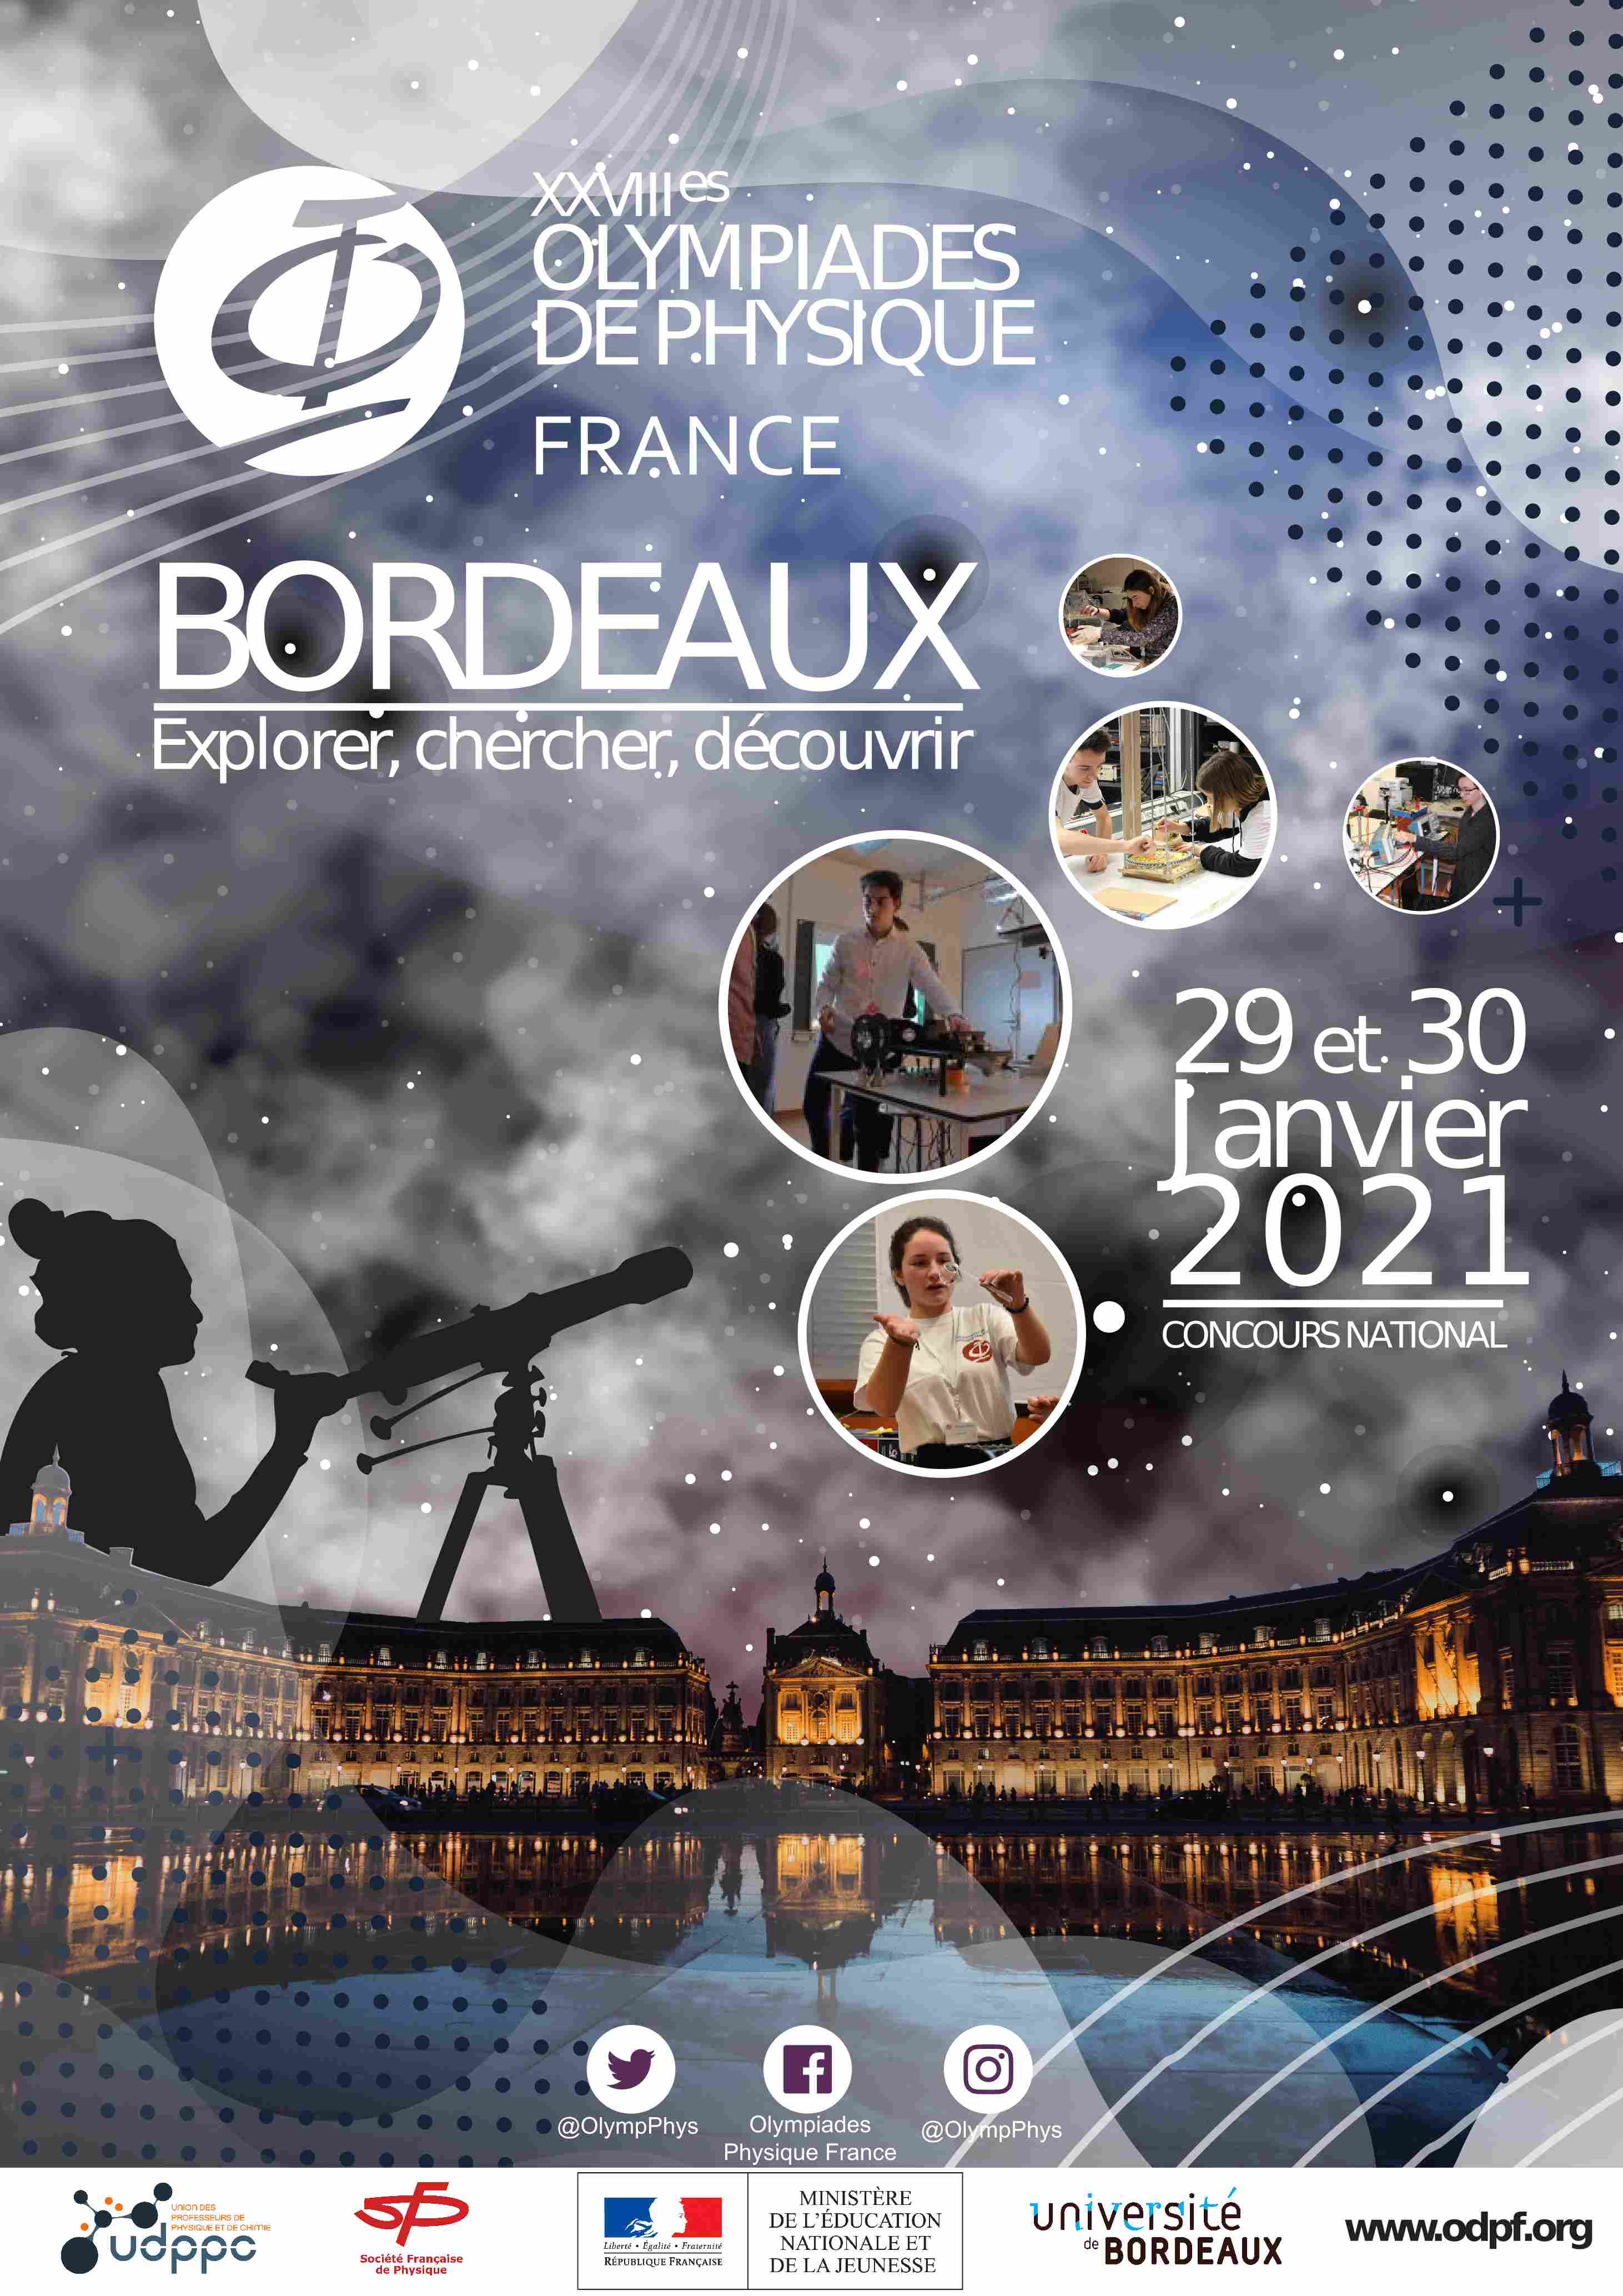 XXVIIIes
OLYMPIADES
DE PHYSIQUE
FRANCE
BORDEAUX
Explorer, chercher, découvrir
29 et 30
Janvier
2021
CONCOURS NATIONAL
@OlympPhys
Olympiades
Physique France
@OlympPhys
UNION DES
PROFESSEURS DE
PHYSIQUE ET DE CHIMIE
udppc
sfp
Société Française
de Physique
Liberté • Égalité • Fraternité
RÉPUBLIQUE FRANÇAISE
MINISTÈRE
DE L'ÉDUCATION
NATIONALE ET
DE LA JEUNESSE
université
de BORDEAUX
www.odpf.org